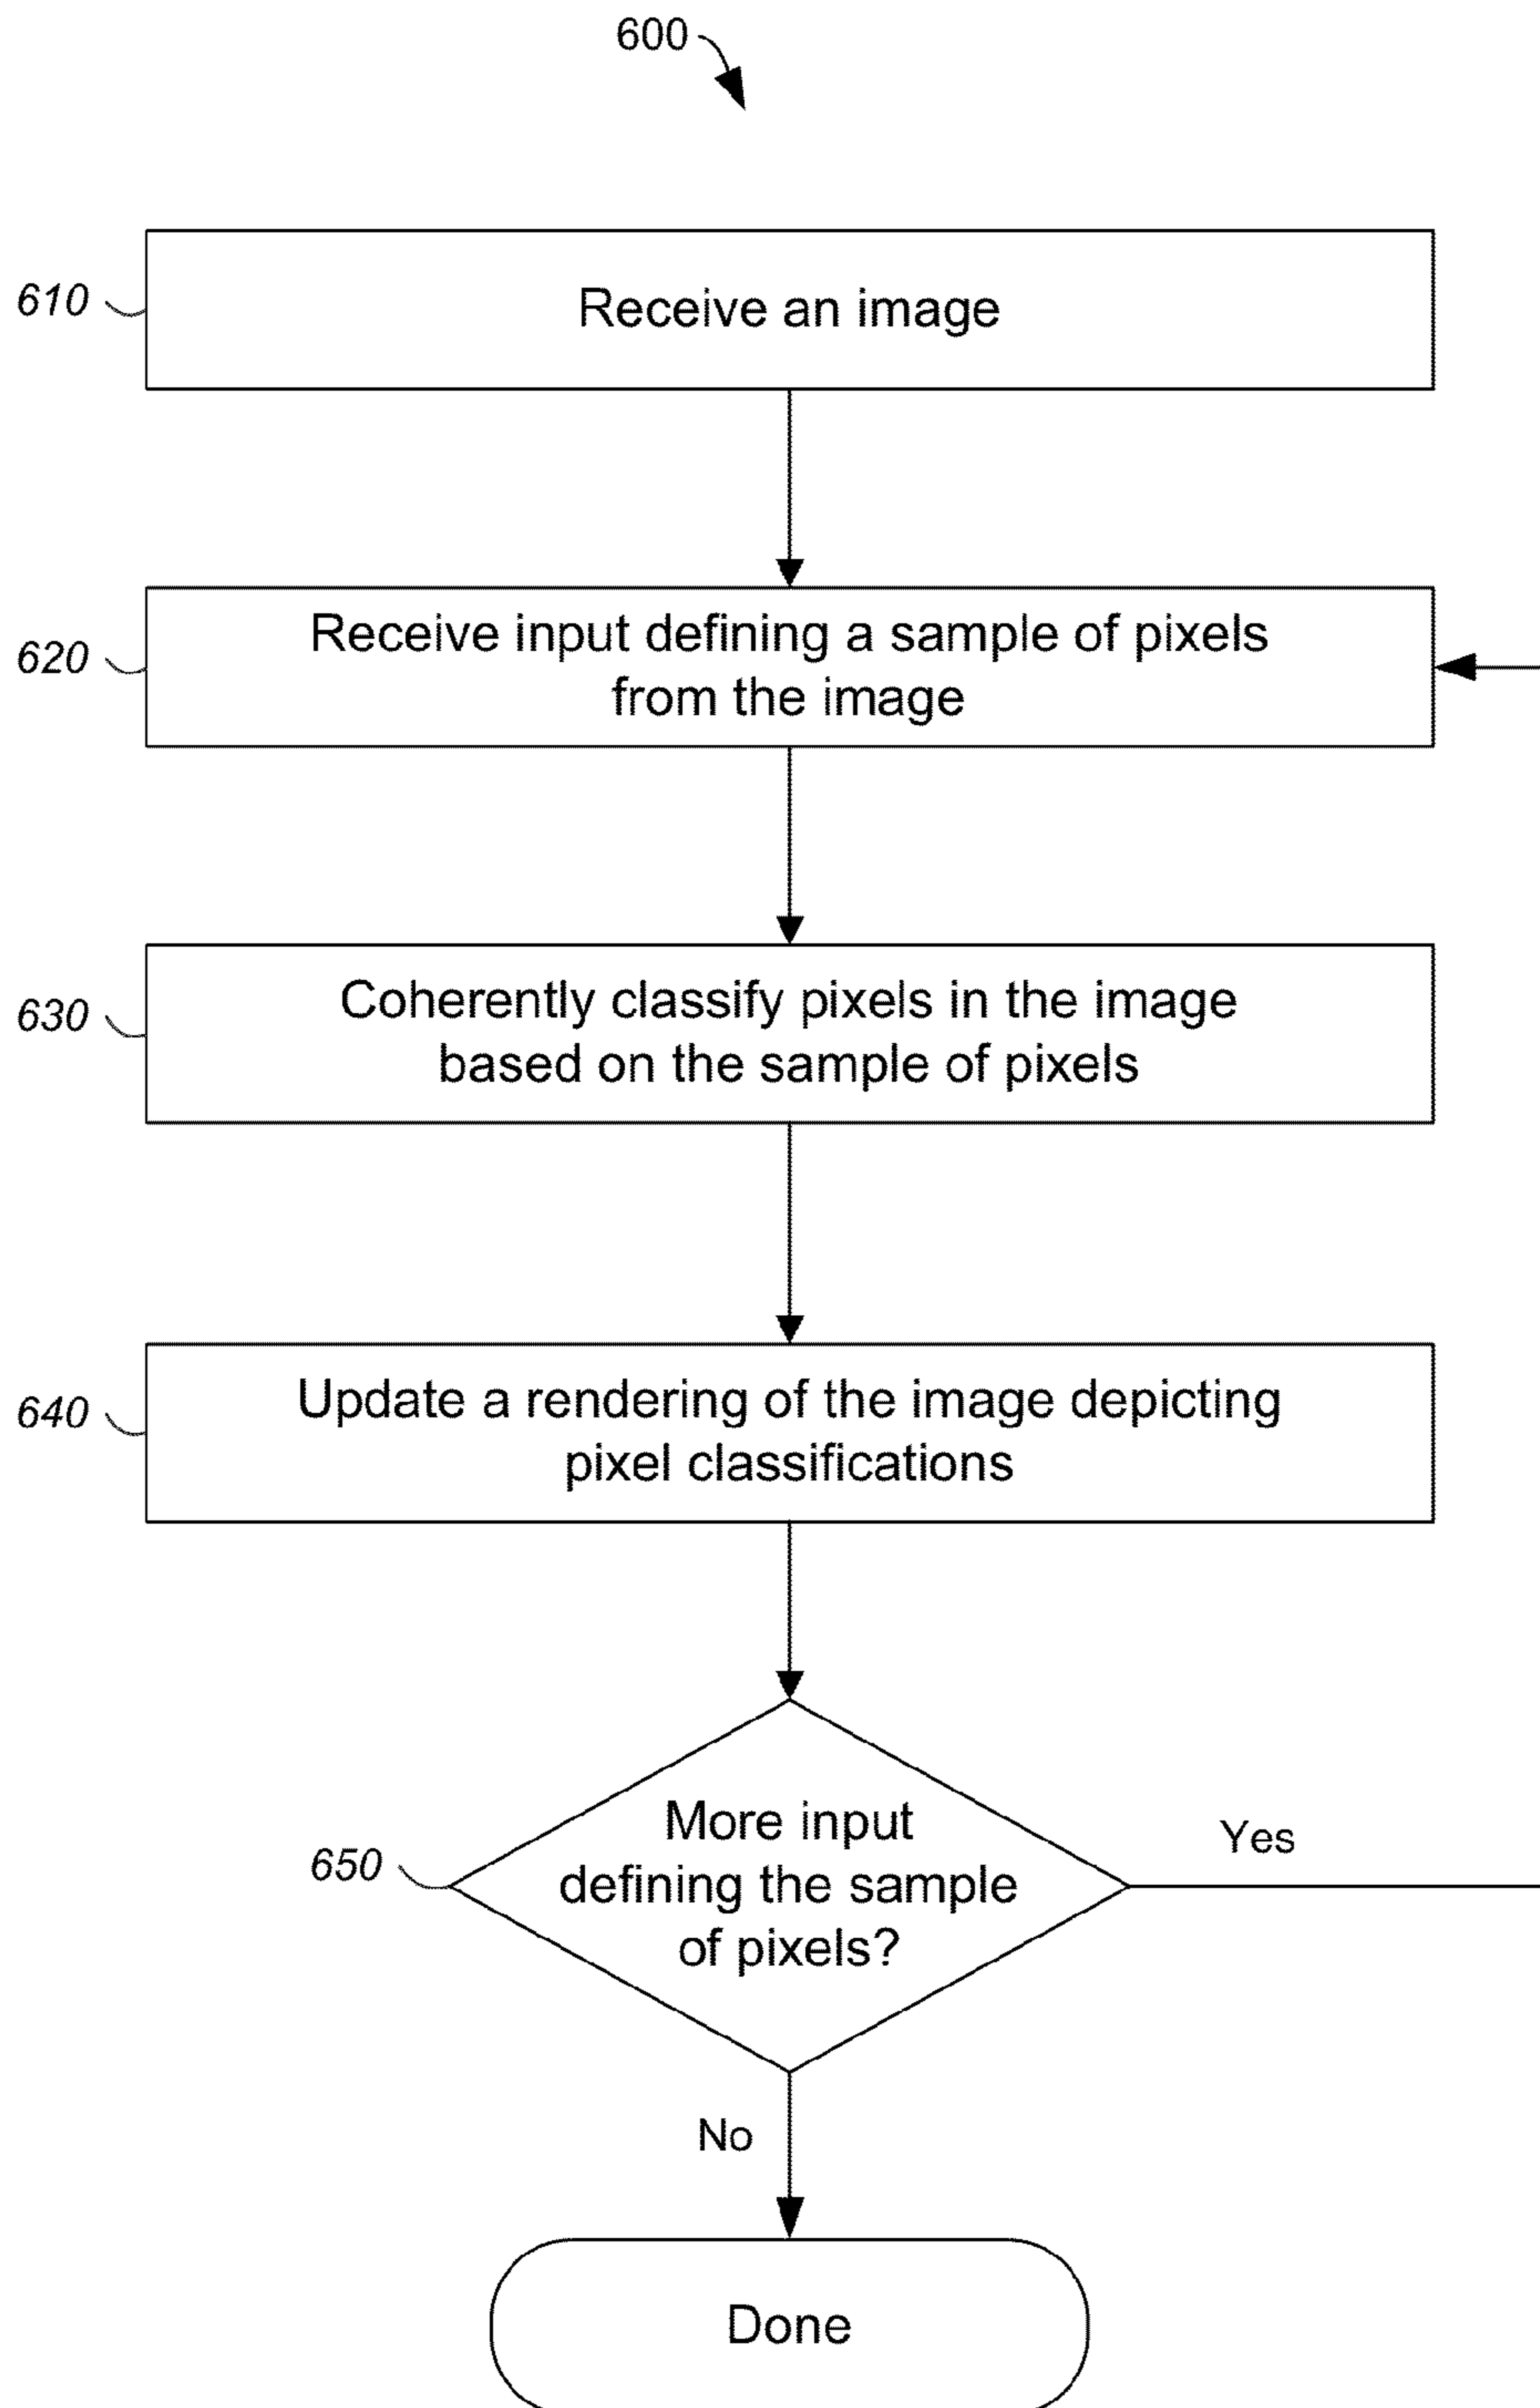 600
610
Receive an image
620
Receive input defining a sample of pixels
from the image
630
Coherently classify pixels in the image
based on the sample of pixels
640
Update a rendering of the image depicting
pixel classifications
650
More input
defining the sample
of pixels?
Yes
No
Done